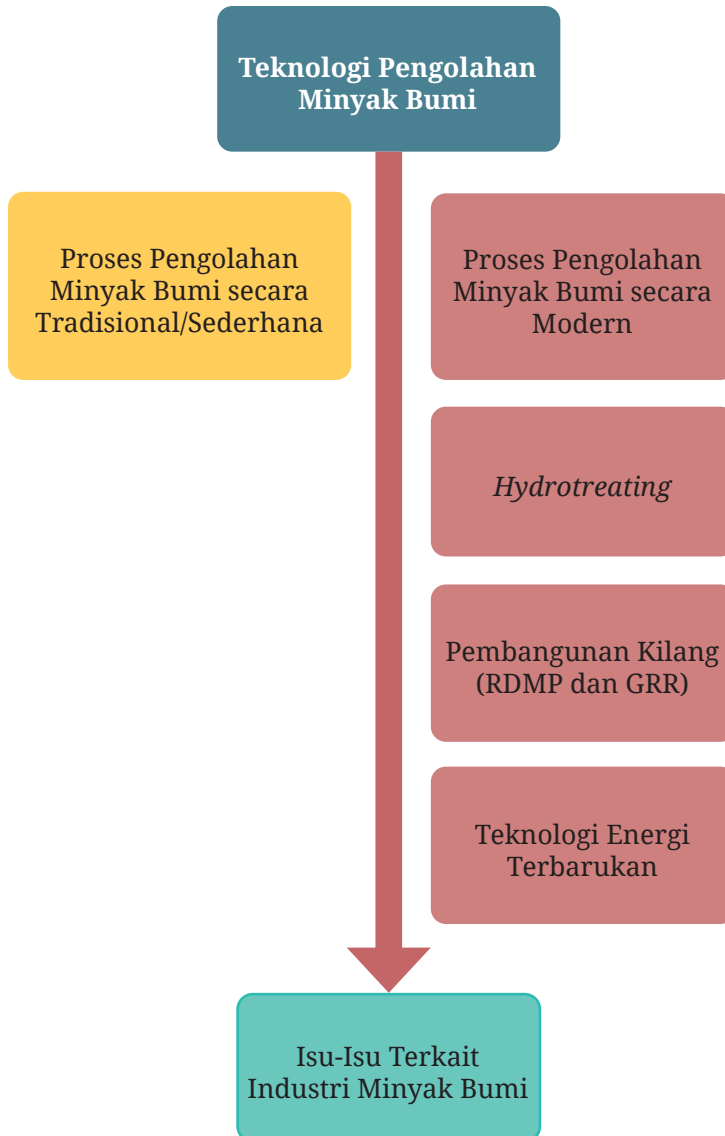 Teknologi Pengolahan
Minyak Bumi
Proses Pengolahan
Minyak Bumi secara
Tradisional/Sederhana
Proses Pengolahan
Minyak Bumi secara
Modern
Hydrotreating
Pembangunan Kilang
(RDMP dan GRR)
Teknologi Energi
Terbarukan
Isu-Isu Terkait
Industri Minyak Bumi